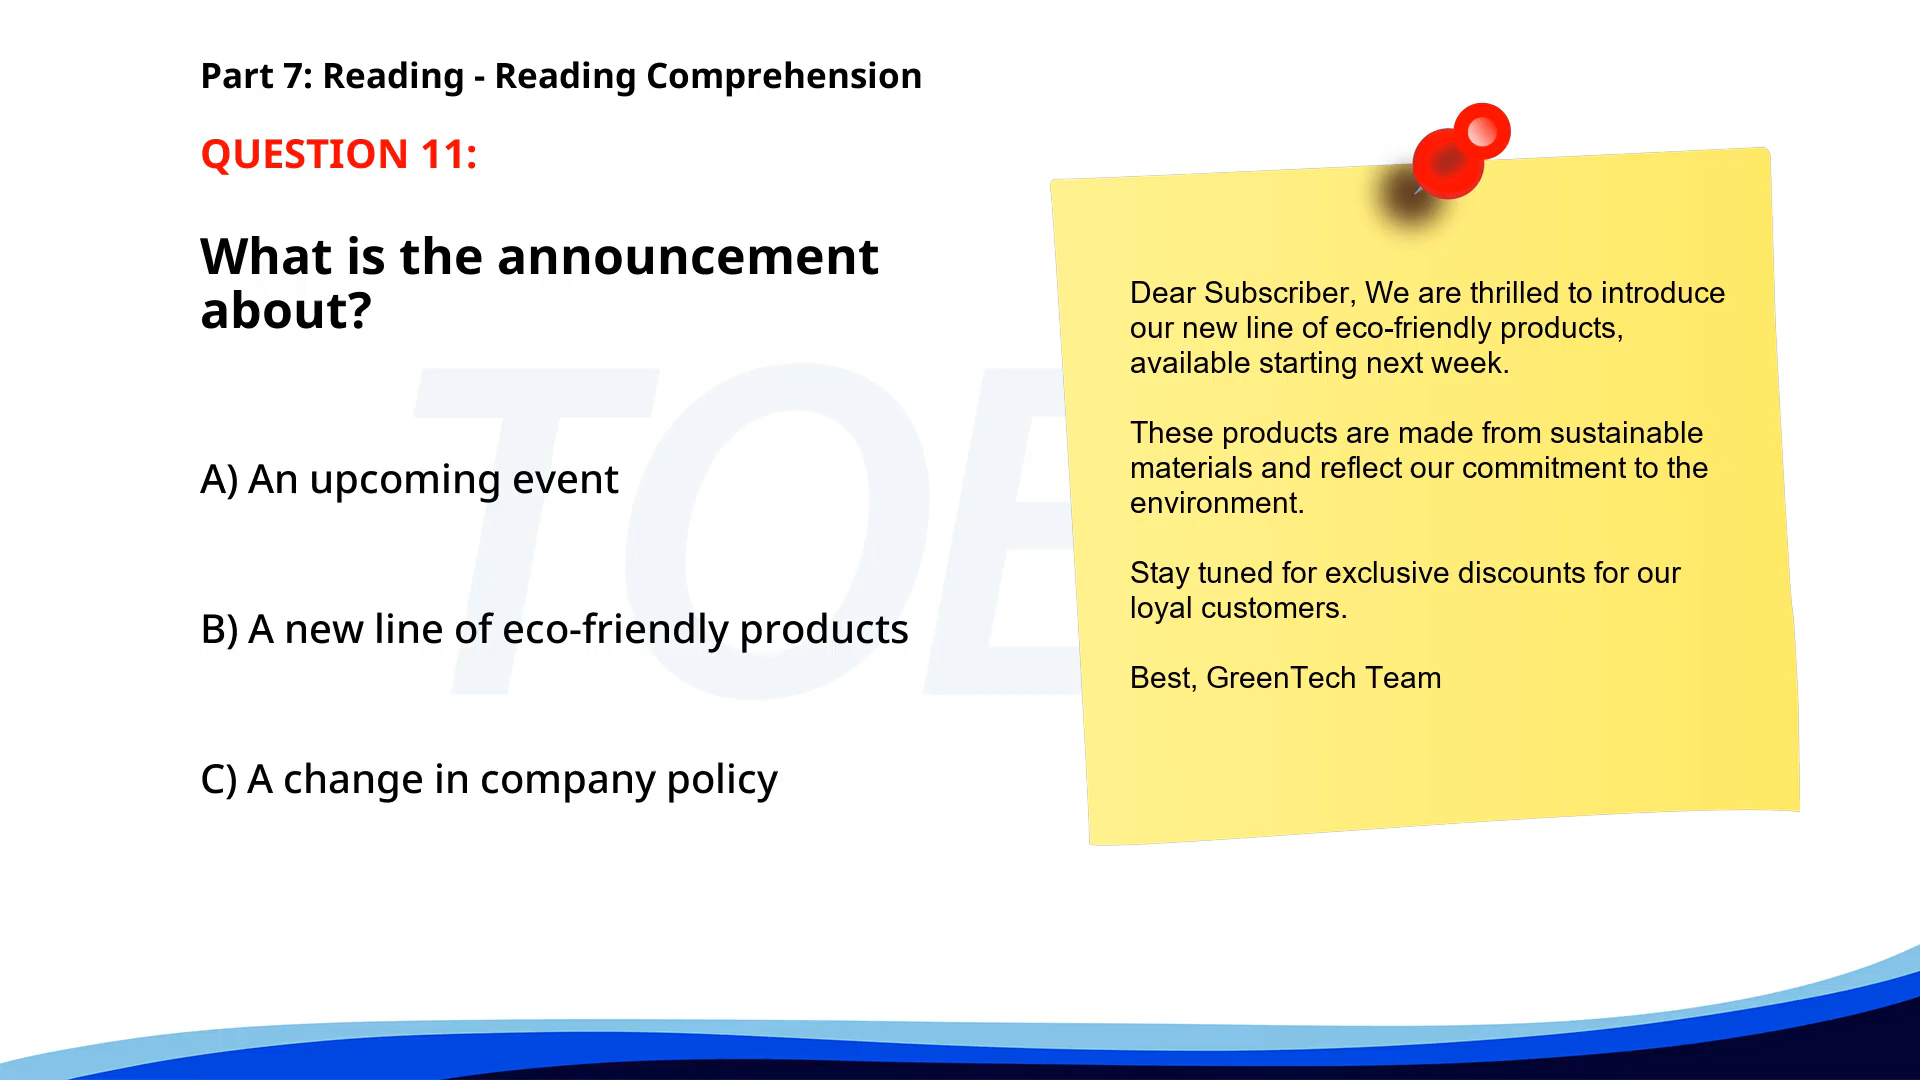 Part 7: Reading - Reading Comprehension
QUESTION 11:
What is the announcement
about?
A) An upcoming event
B) A new line of eco-friendly products
C) A change in company policy
Dear Subscriber, We are thrilled to introduce
our new line of eco-friendly products,
available starting next week.
These products are made from sustainable
materials and reflect our commitment to the
environment.
Stay tuned for exclusive discounts for our
loyal customers.
Best, GreenTech Team